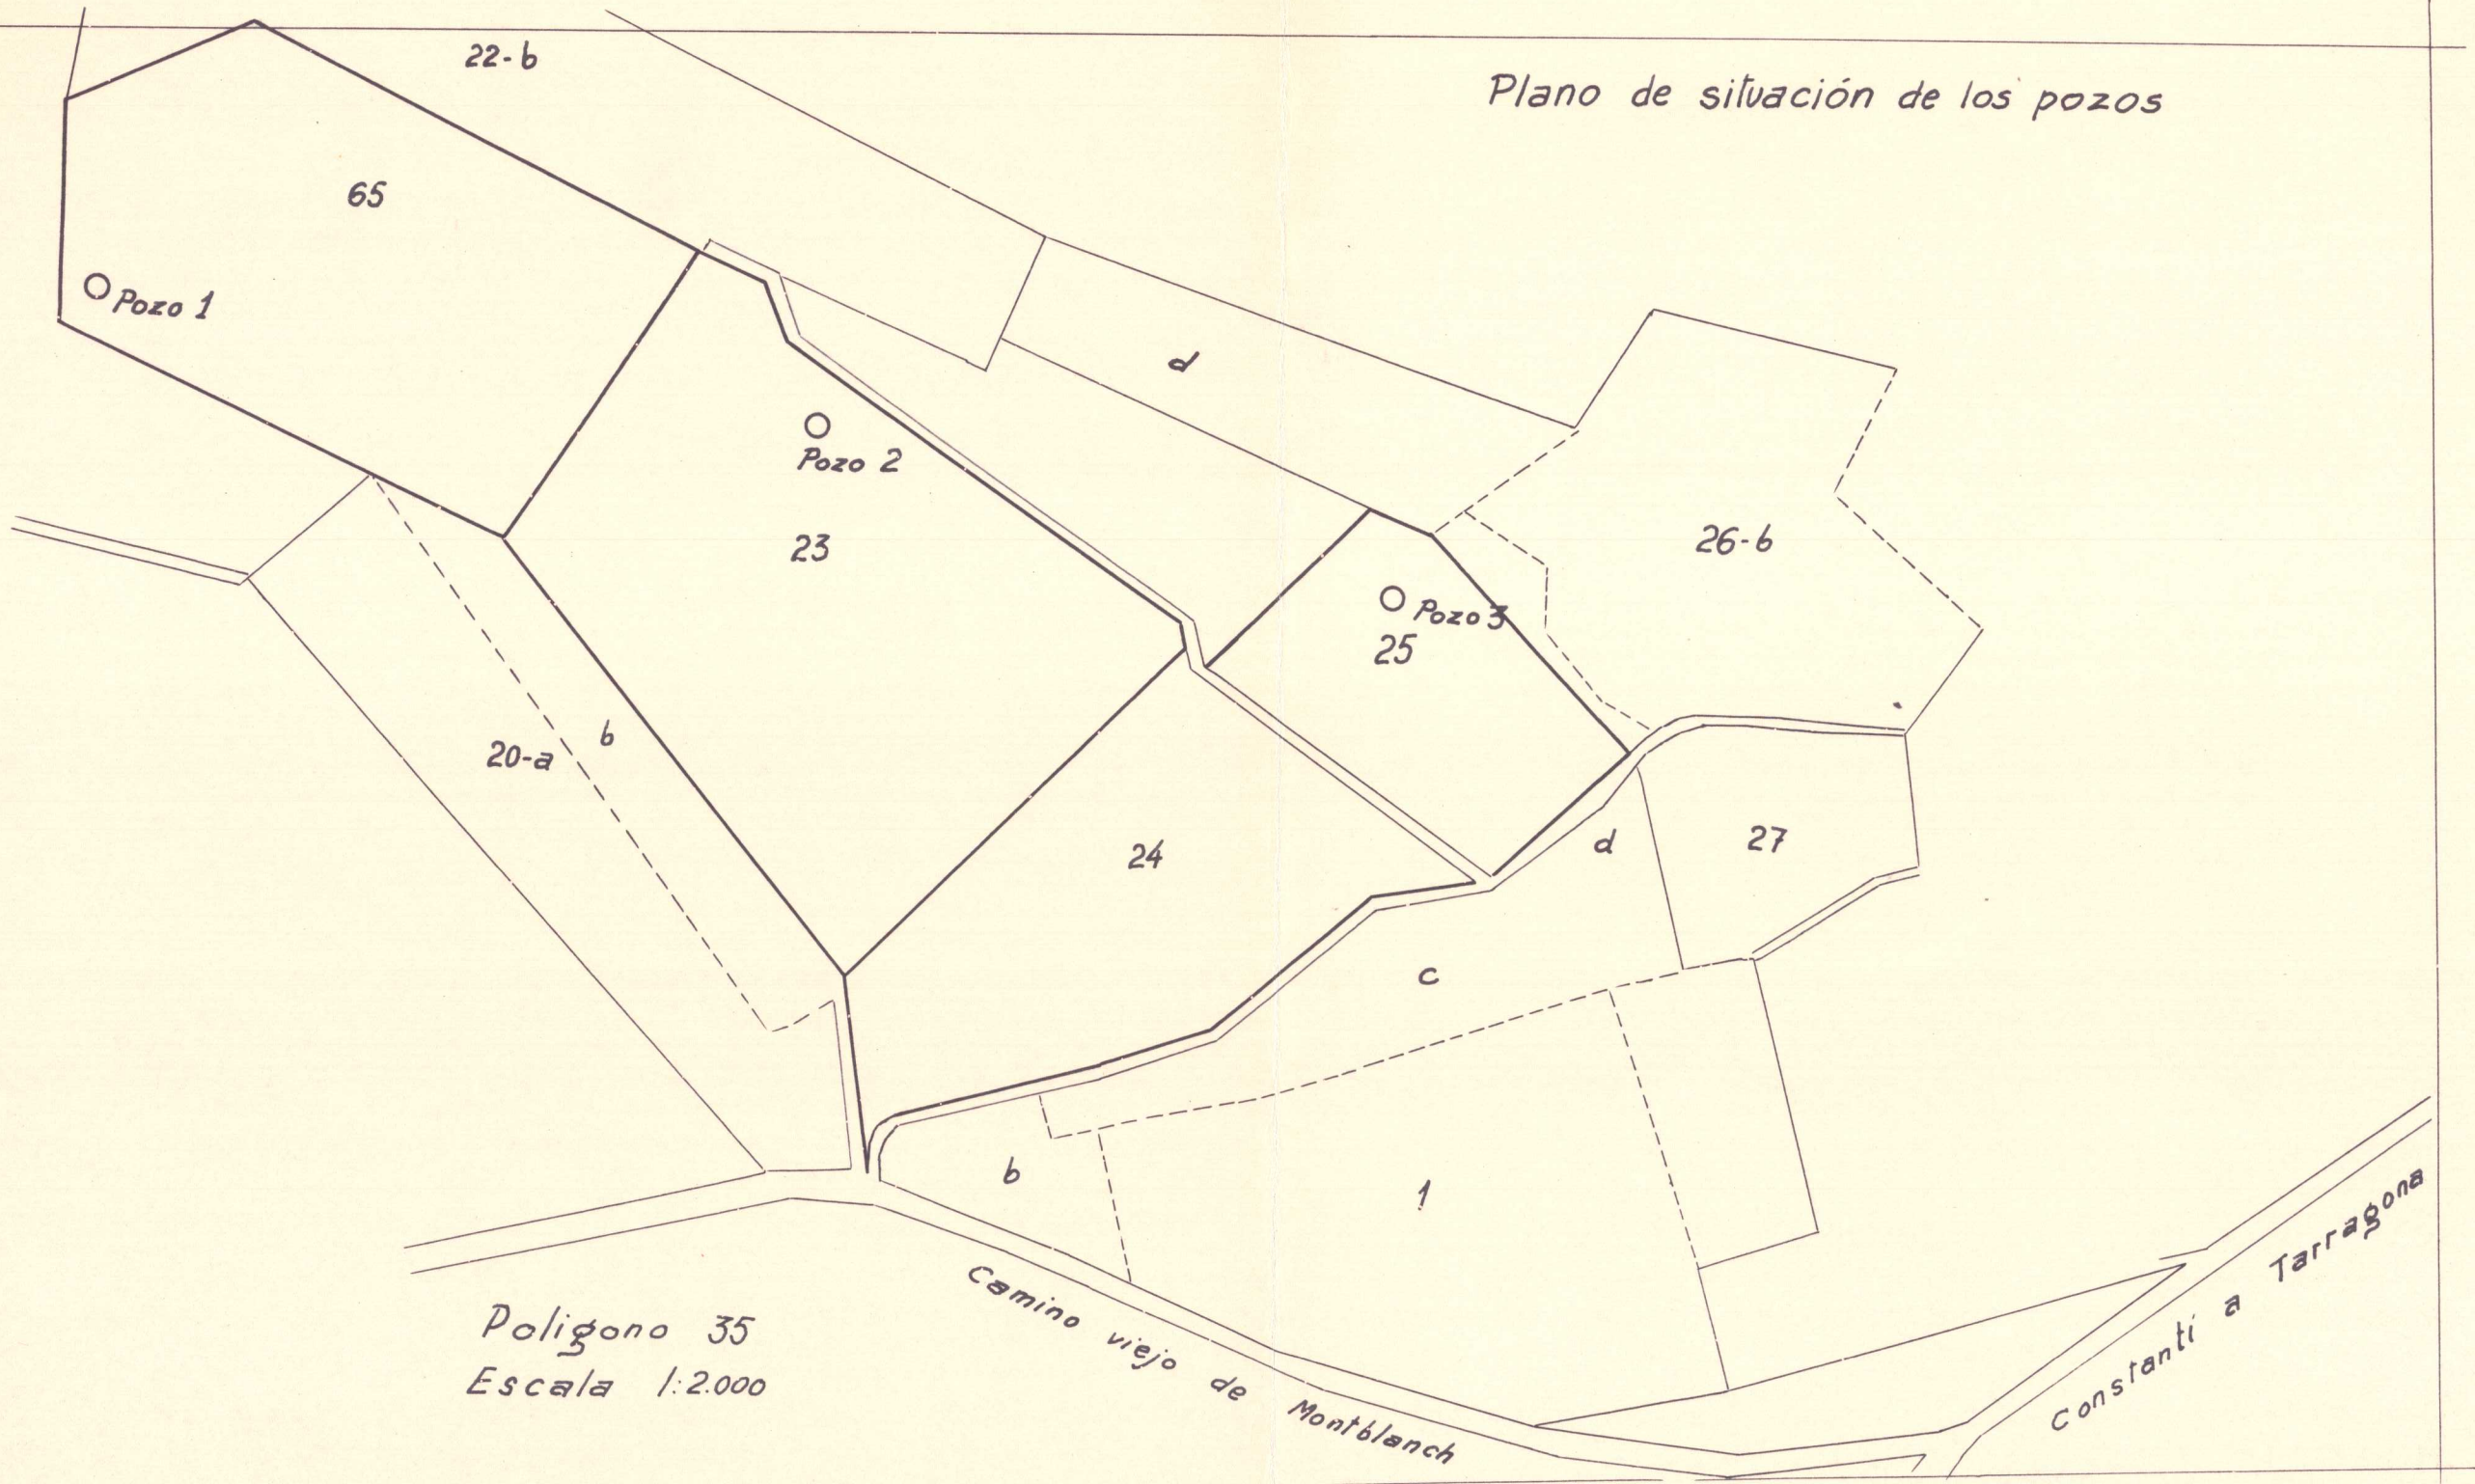 22-b
Plano de situación de los pozos
65
Pozo 1
d
Pozo 2
23
26-b
Pozo 3
25
b
20-a
24
d
27
c
b
1
Poligono 35
Escala 1:2.000
Camino viejo de Montblanch
Constantí a Tarragona